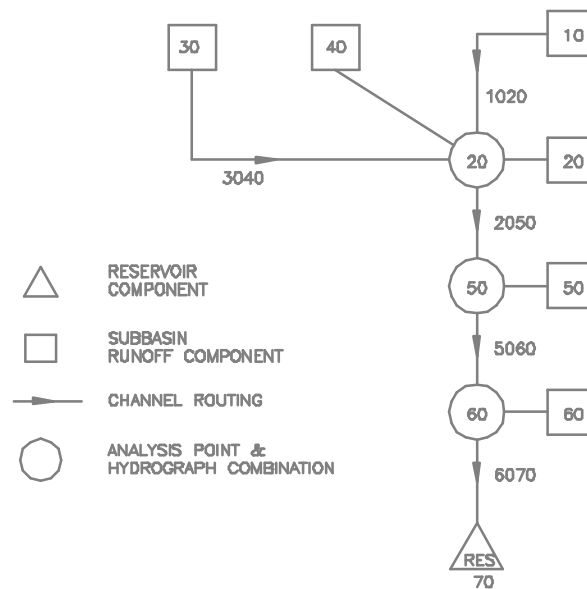 30
40
10
1020
20
20
3040
2050
RESERVOIR
COMPONENT
50
50
SUBBASIN
RUNOFF COMPONENT
5060
CHANNEL ROUTING
60
60
ANALYSIS POINT &
HYDROGRAPH COMBINATION
6070
RES
70